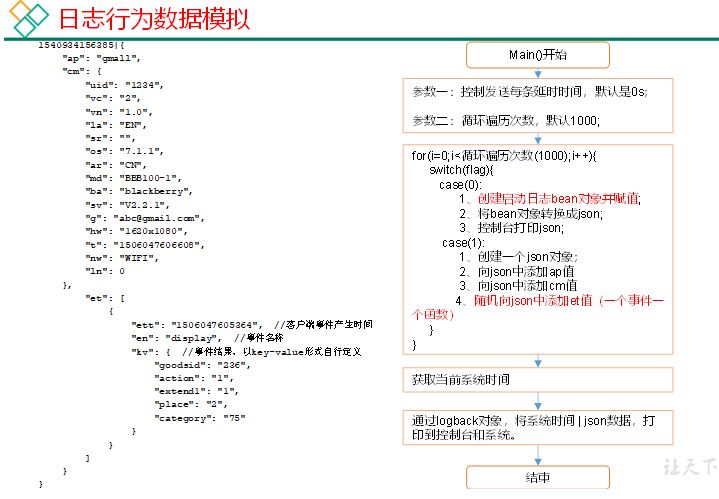 日志行为数据模拟
1540934156385|{
"ap": "gmall",
"cm": {
"uid": "1234",
"vc": "2",
"vn": "1.0",
"la": "EN",
"sr": "",
"os": "7.1.1",
"ar": "CN",
"md": "BBB100-1",
"ba": "blackberry",
"sv": "V2.2.1",
"g": "abc@gmail.com",
"hw": "1620x1080",
"t": "1506047606608",
"nw": "WIFI",
"ln": 0
},
"et": [
{
"ett": "1506047605364", //客户端事件产生时间
"en": "display", //事件名称
"kv": { //事件结果，以key-value形式自行定义
"goodsid": "236",
"action": "1",
"extend1": "1",
"place": "2",
"category": "75"
}
}
]
}
}
Main()开始
参数一：控制发送每条延时时间，默认是0s;
参数二：循环遍历次数，默认1000;
for(i=0;i<循环遍历次数(1000);i++){
switch(flag){
case(0):
1、创建启动日志bean对象并赋值;
2、将bean对象转换成json;
3、控制台打印json;
case(1):
1、创建一个json对象；
2、向json中添加ap值
3、向json中添加cm值
4、随机向json中添加et值（一个事件一
个函数）
}
}
获取当前系统时间
通过logback对象，将系统时间 | json数据，打
印到控制台和系统。
结束
让天下